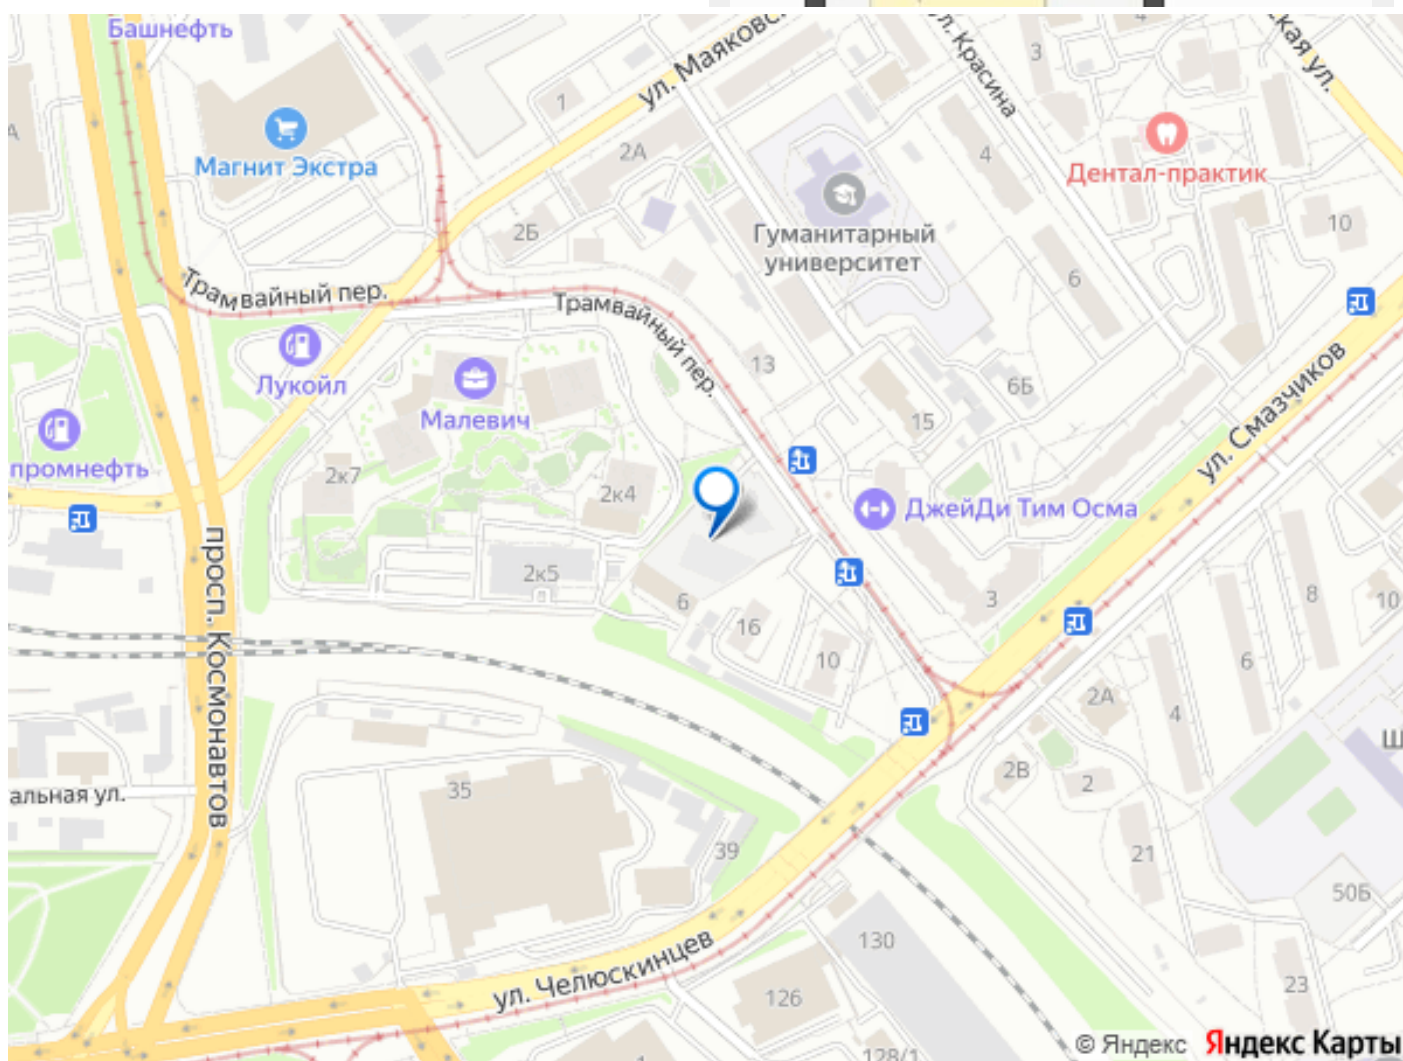 Башнефть
ул. Маяковс
ул. Красина
ская ул.
1
3
4
4
А
Магнит Экстра
2А
Дентал-практик
Гуманитарный
университет
2Б
10
6
Трамвайный пер.
Трамвайный пер.
Лукойл
13
6Б
Малевич
15
ул. Смазчиков
промнефть
2к7
2к4
ДжейДи Тим Осма
просп. Космонавтов
2к5
6
3
8
10
16
10
6
2А
4
Ш
2В
2
альная ул.
35
39
21
50Б
130
ул. Челюскинцев
126
23
128/1
© Яндекс Яндекс Карты